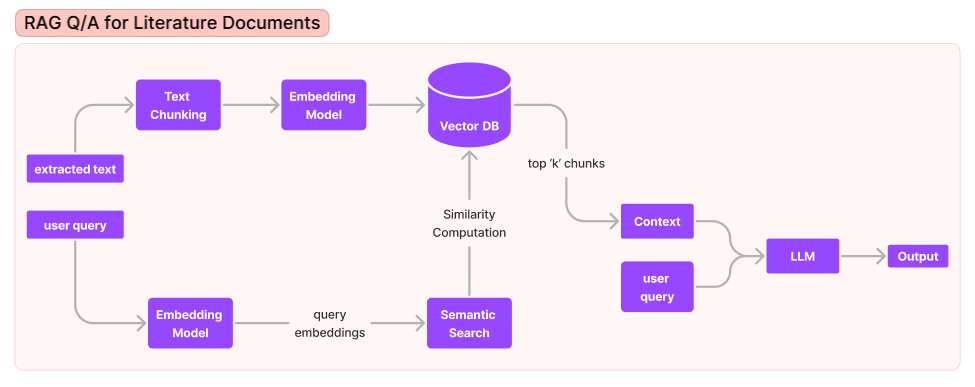 RAG Q/A for Literature Documents
Text
Chunking
Embedding
Model
Vector DB
extracted text
top ‘k’ chunks
user query
Similarity
Computation
Context
LLM
Output
user
query
Embedding
Model
query
embeddings
Semantic
Search